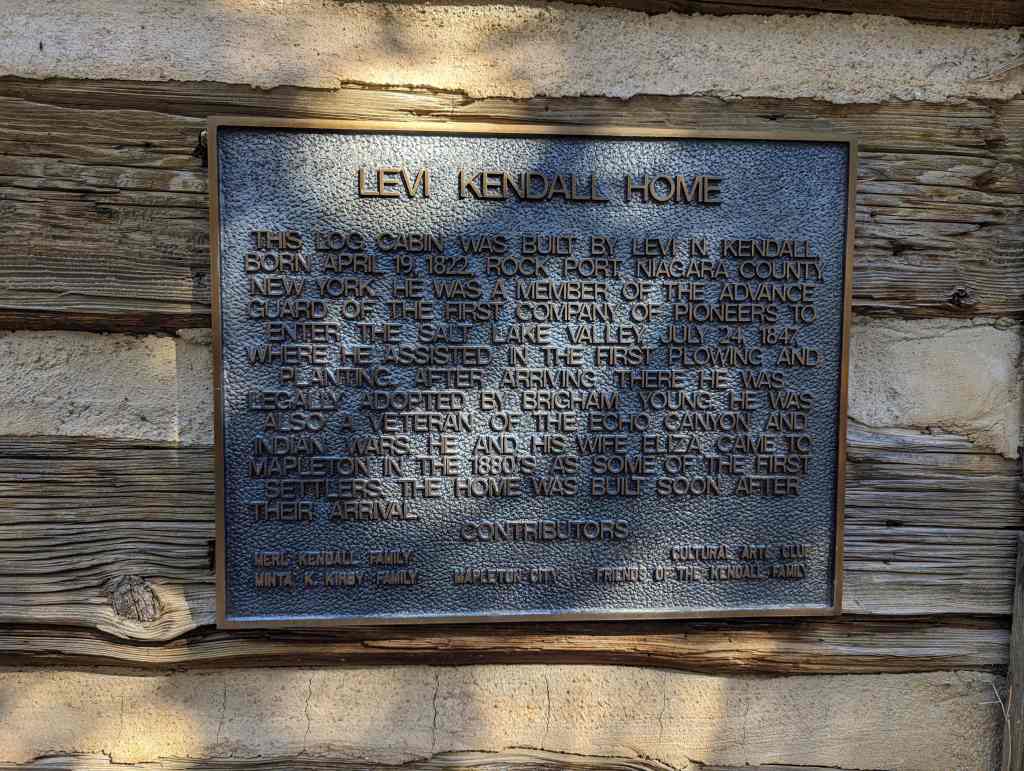 LEVI KENDALL HOME
THIS LOG CABIN WAS BUILT BY LEVI N. KENDALL
BORN APRIL 19, 1822, ROCK PORT NIAGARA COUNTY,
NEW YORK. HE WAS A MEMBER OF THE ADVANCE
GUARD OF THE FIRST COMPANY OF PIONEERS TO
ENTER THE SALT LAKE VALLEY, JULY 24, 1847,
WHERE HE ASSISTED IN THE FIRST PLOWING AND
PLANTING. AFTER ARRIVING THERE HE WAS
LEGALLY ADOPTED BY BRIGHAM YOUNG. HE WAS
ALSO A VETERAN OF THE ECHO CANYON AND
INDIAN WARS. HE AND HIS WIFE ELIZA CAME TO
MAPLETON IN THE 1880'S AS SOME OF THE FIRST
SETTLERS. THE HOME WAS BUILT SOON AFTER
THEIR ARRIVAL.
CONTRIBUTORS
MERL KENDALL FAMILY CULTURAL ART CLUB
MINTA K. KIRBY FAMILY MAPLETON CITY FRIENDS OF THE KENDALL FAMILY